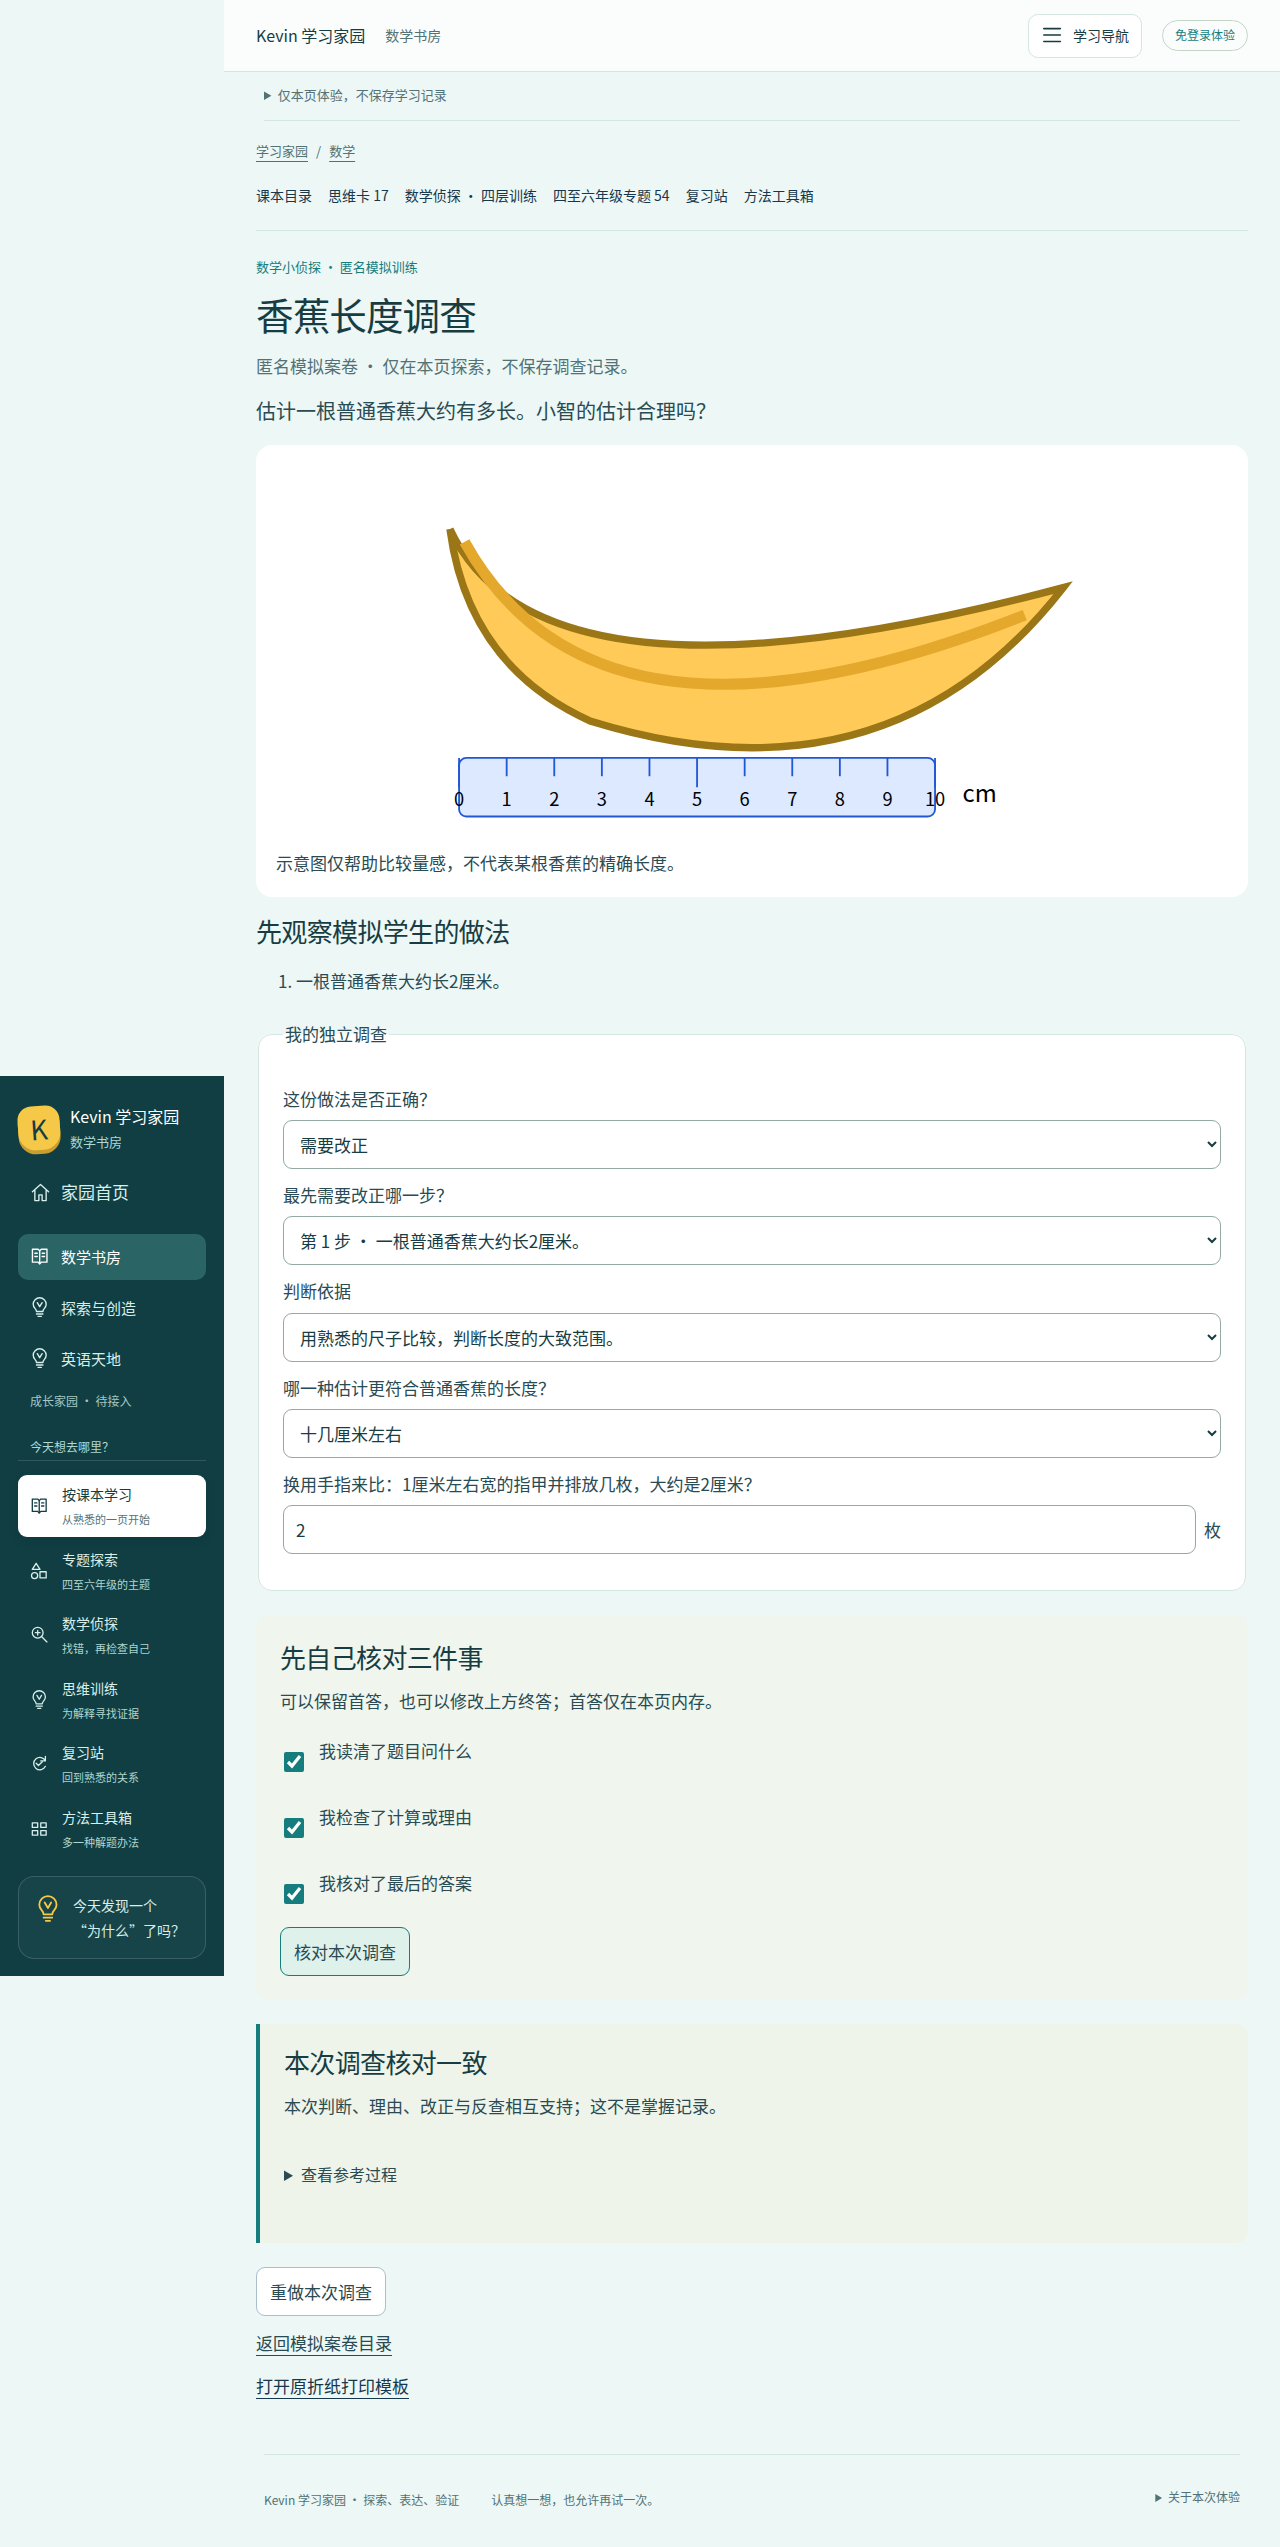 Kevin 学习家园 数学书房 学习导航 免登录体验
仅本页体验，不保存学习记录
学习家园 / 数学
课本目录 思维卡 17 数学侦探 · 四层训练 四至六年级专题 54 复习站 方法工具箱
数学小侦探 · 匿名模拟训练
香蕉长度调查
匿名模拟案卷 · 仅在本页探索，不保存调查记录。
估计一根普通香蕉大约有多长。小智的估计合理吗？
0 1 2 3 4 5 6 7 8 9 10 cm
示意图仅帮助比较量感，不代表某根香蕉的精确长度。
先观察模拟学生的做法
1. 一根普通香蕉大约长2厘米。
我的独立调查
这份做法是否正确？
需要改正
最先需要改正哪一步？
第 1 步 · 一根普通香蕉大约长2厘米。
判断依据
用熟悉的尺子比较，判断长度的大致范围。
哪一种估计更符合普通香蕉的长度？
十几厘米左右
换用手指来比：1厘米左右宽的指甲并排放几枚，大约是2厘米？
2 枚
先自己核对三件事
可以保留首答，也可以修改上方终答；首答仅在本页内存。
我读清了题目问什么
我检查了计算或理由
我核对了最后的答案
核对本次调查
本次调查核对一致
本次判断、理由、改正与反查相互支持；这不是掌握记录。
查看参考过程
重做本次调查
返回模拟案卷目录
打开原折纸打印模板
Kevin 学习家园 · 探索、表达、验证 认真想一想，也允许再试一次。 关于本次体验
K
Kevin 学习家园
数学书房
家园首页
数学书房
探索与创造
英语天地
成长家园 · 待接入
今天想去哪里？
按课本学习
从熟悉的一页开始
专题探索
四至六年级的主题
数学侦探
找错，再检查自己
思维训练
为解释寻找证据
复习站
回到熟悉的关系
方法工具箱
多一种解题办法
今天发现一个
“为什么”了吗？